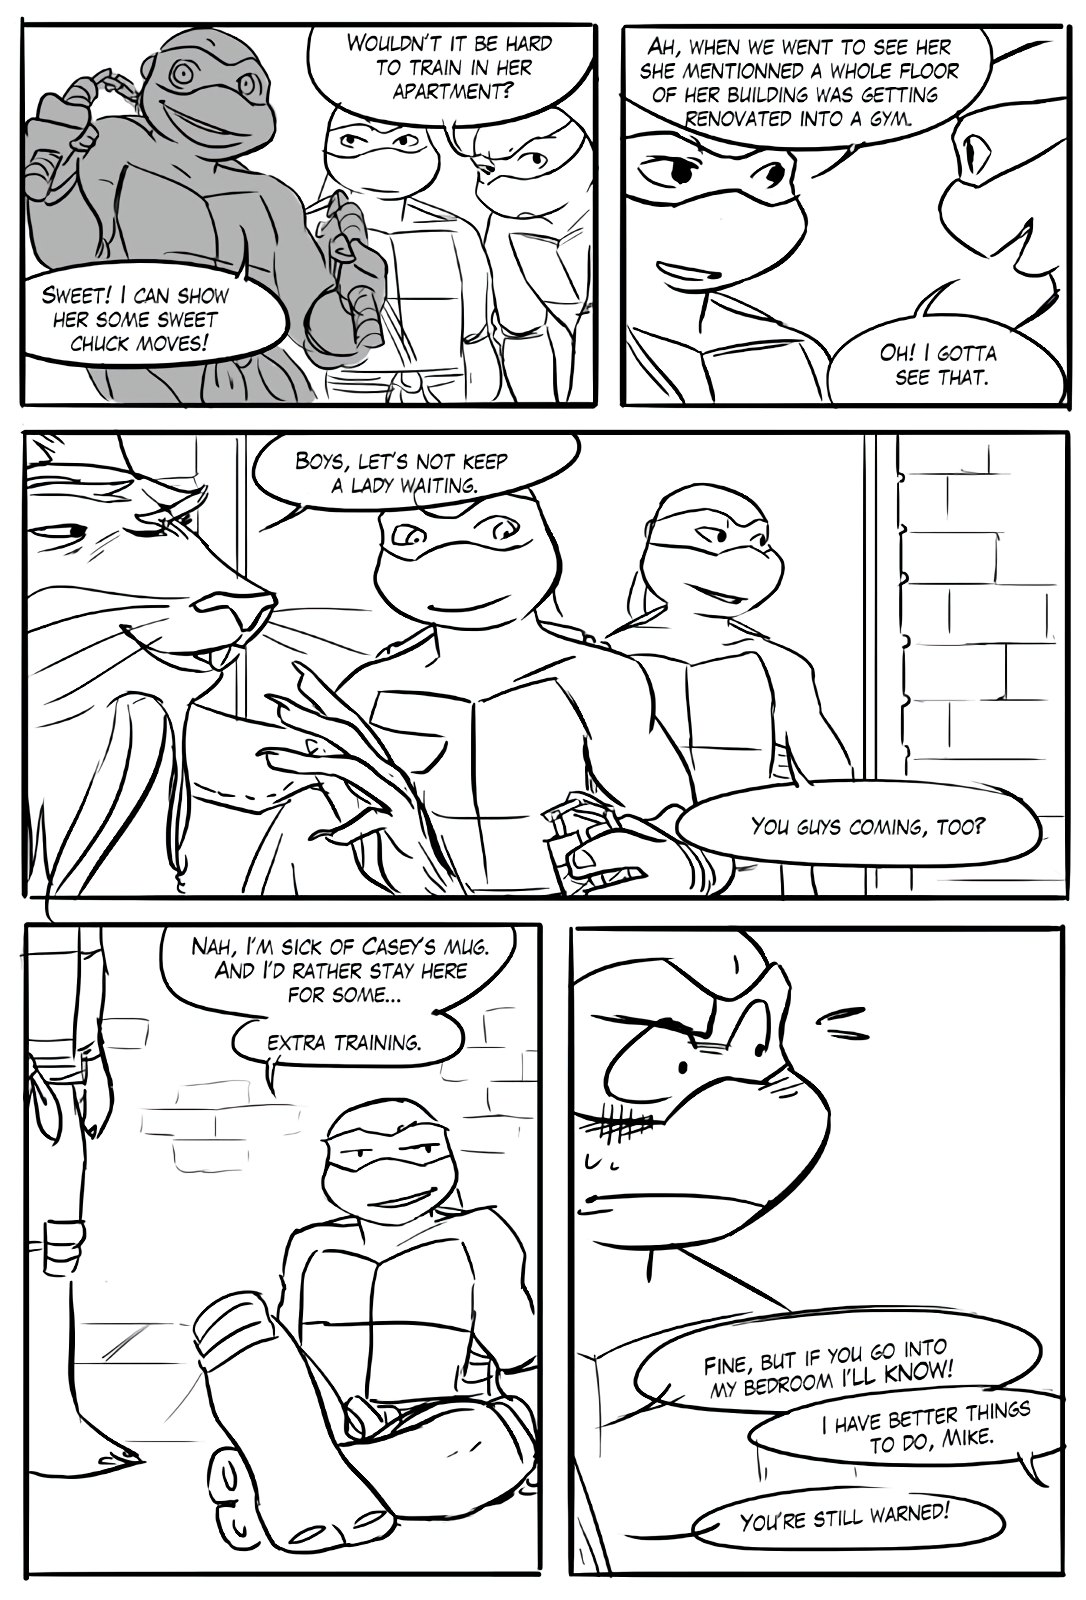 Wouldn't it be hard
to train in her
apartment?
Sweet! I can show
her some sweet
chuck moves!
Ah, when we went to see her
she mentionned a whole floor
of her building was getting
renovated into a gym.
Oh! I gotta
see that.
Boys, let's not keep
a lady waiting.
You guys coming, too?
Nah, I'm sick of Casey's mug.
And I'd rather stay here
for some...
extra training.
Fine, but if you go into
my bedroom I'll know!
I have better things
to do, Mike.
You're still warned!